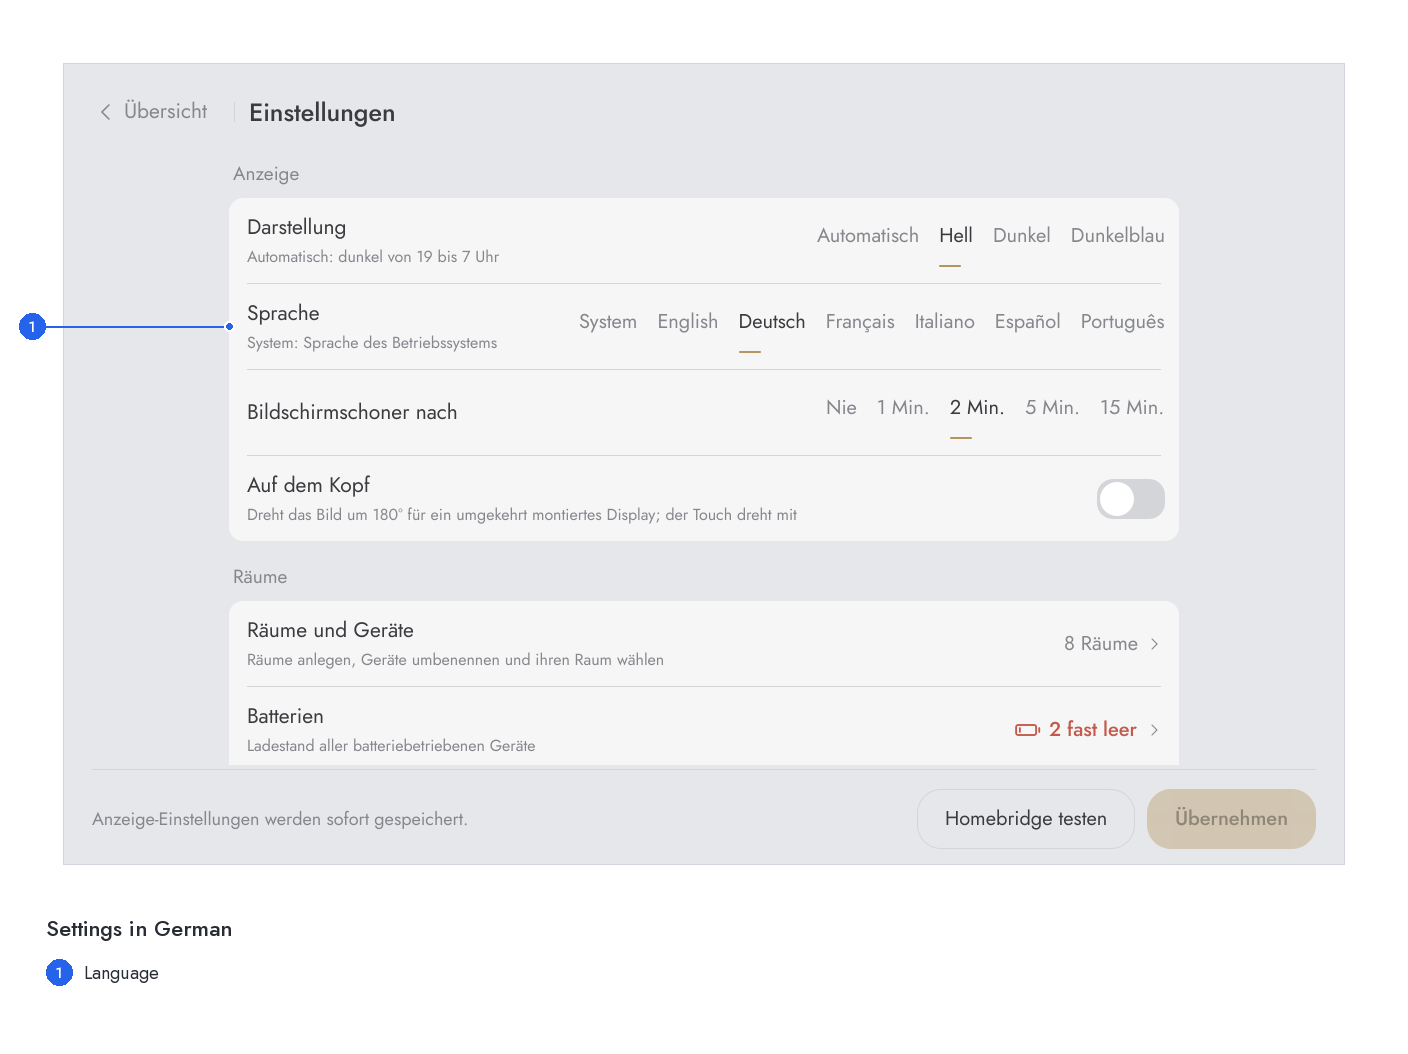 Übersicht
Einstellungen
Anzeige
Darstellung
Automatisch: dunkel von 19 bis 7 Uhr
Automatisch Hell Dunkel Dunkelblau
1
Sprache
System: Sprache des Betriebssystems
System English Deutsch Français Italiano Español Português
Bildschirmschoner nach
Nie 1 Min. 2 Min. 5 Min. 15 Min.
Auf dem Kopf
Dreht das Bild um 180° für ein umgekehrt montiertes Display; der Touch dreht mit
Räume
Räume und Geräte
Räume anlegen, Geräte umbenennen und ihren Raum wählen
8 Räume
Batterien
Ladestand aller batteriebetriebenen Geräte
2 fast leer
Anzeige-Einstellungen werden sofort gespeichert.
Homebridge testen
Übernehmen
Settings in German
1 Language